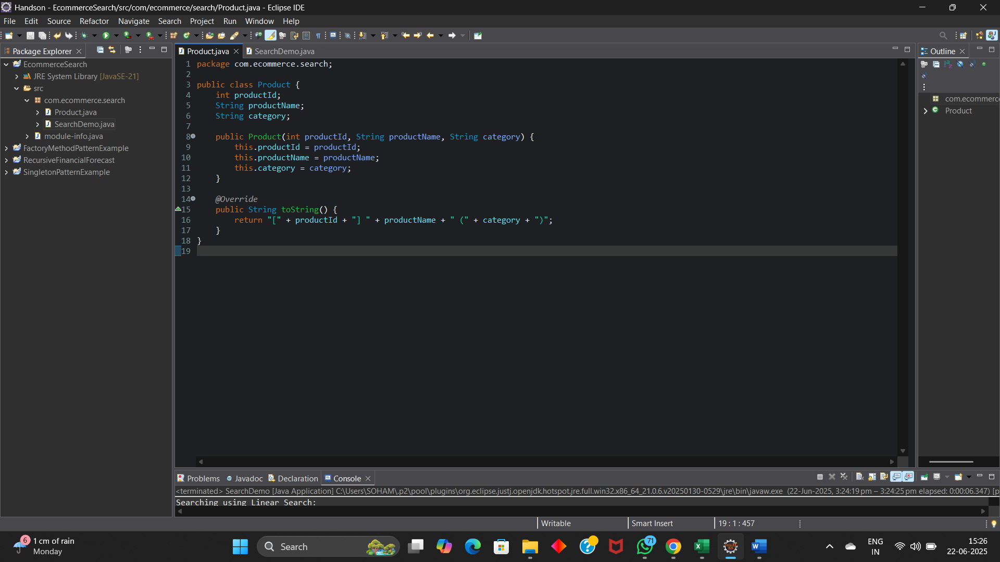 Handson - EcommerceSearch/src/com/ecommerce/search/Product.java - Eclipse IDE
File Edit Source Refactor Navigate Search Project Run Window Help
Package Explorer
EcommerceSearch
JRE System Library [JavaSE-21]
src
com.ecommerce.search
Product.java
SearchDemo.java
module-info.java
FactoryMethodPatternExample
RecursiveFinancialForecast
SingletonPatternExample
Product.java SearchDemo.java
1 package com.ecommerce.search;
2
3 public class Product {
4     int productId;
5     String productName;
6     String category;
7
8     public Product(int productId, String productName, String category) {
9         this.productId = productId;
10         this.productName = productName;
11         this.category = category;
12     }
13
14     @Override
15     public String toString() {
16         return "[" + productId + "] " + productName + " (" + category + ")";
17     }
18 }
19
Outline
com.ecommerc
Product
Problems Javadoc Declaration Console
<terminated> SearchDemo [Java Application] C:\Users\SOHAM\.p2\pool\plugins\org.eclipse.justj.openjdk.hotspot.jre.full.win32.x86_64_21.0.6.v20250130-0529\jre\bin\javaw.exe (22-Jun-2025, 3:24:19 pm – 3:24:25 pm elapsed: 0:00:06.347) [p
Searching using Linear Search:
Writable Smart Insert 19 : 1 : 457
6
1 cm of rain
Monday
Search
71
ENG
IN
15:26
22-06-2025